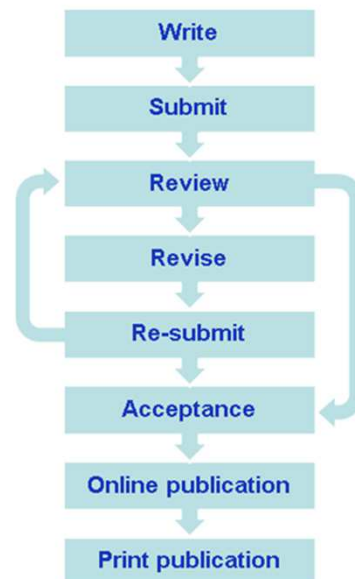 Write
Submit
Review
Revise
Re-submit
Acceptance
Online publication
Print publication